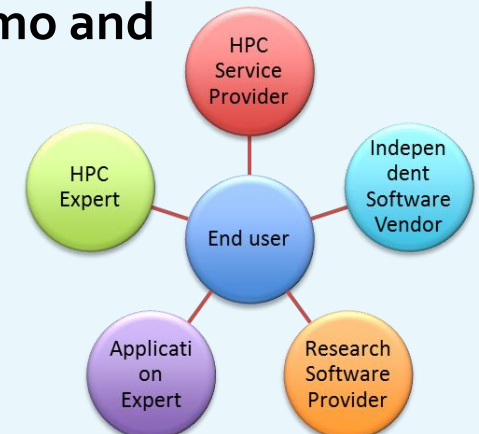 mo and
HPC
Service
Provider
Indepen
dent
Software
Vendor
HPC
Expert
End user
Applicati
on
Expert
Research
Software
Provider